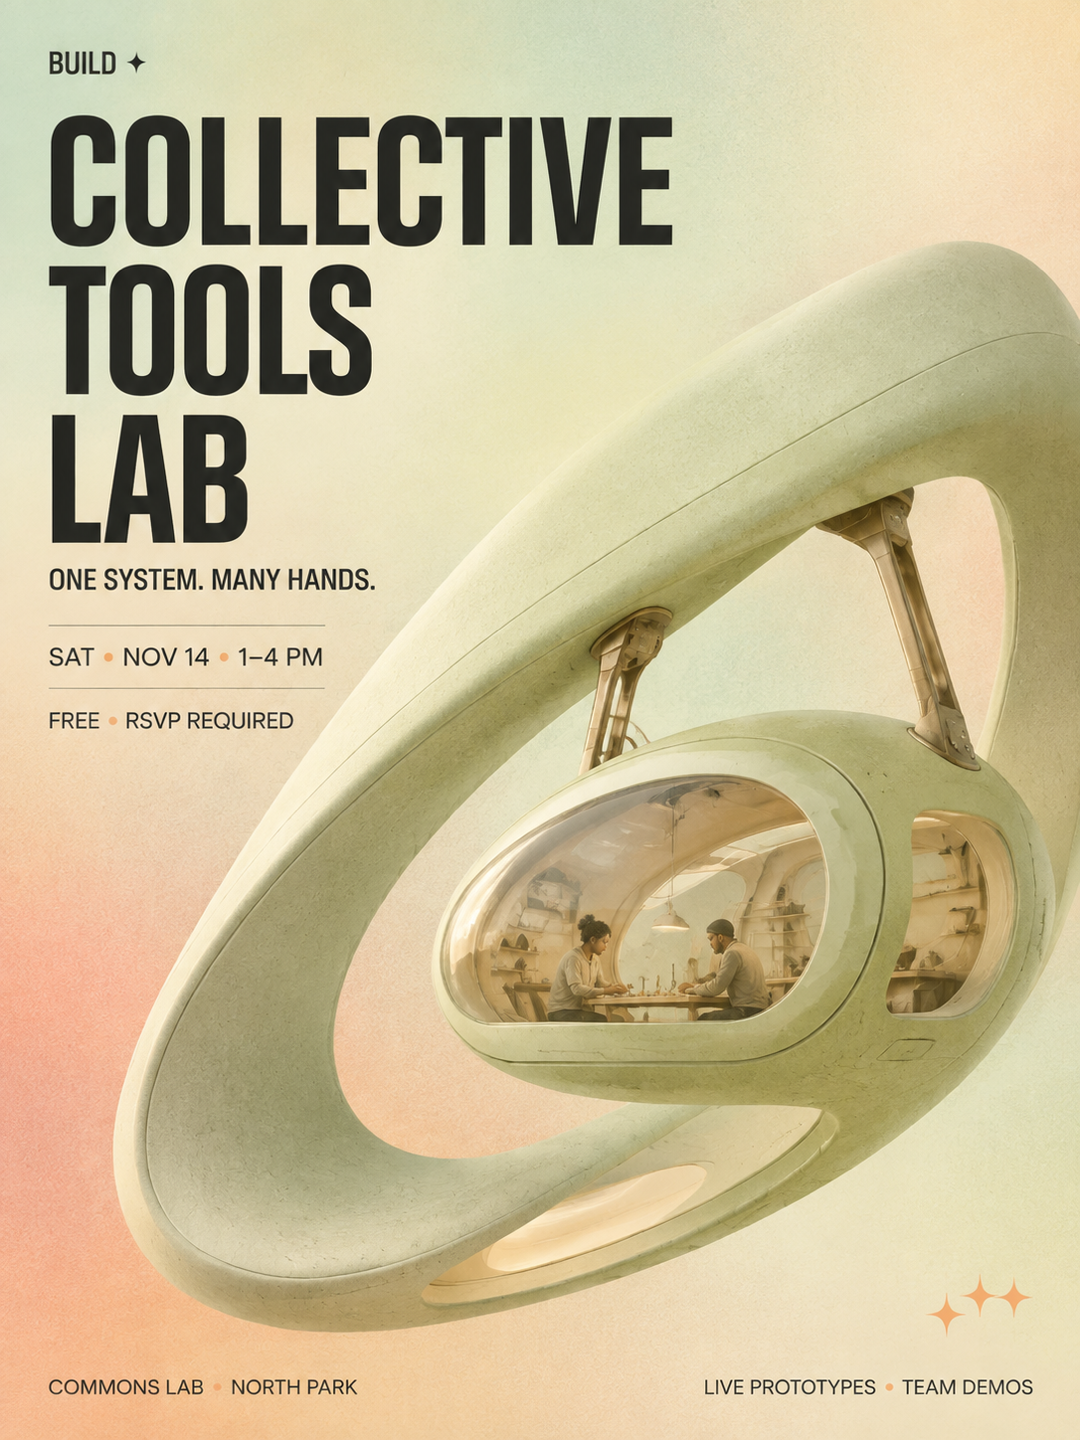 BUILD ✦
COLLECTIVE
TOOLS
LAB
ONE SYSTEM. MANY HANDS.
SAT • NOV 14 • 1–4 PM
FREE • RSVP REQUIRED
COMMONS LAB • NORTH PARK
LIVE PROTOTYPES • TEAM DEMOS